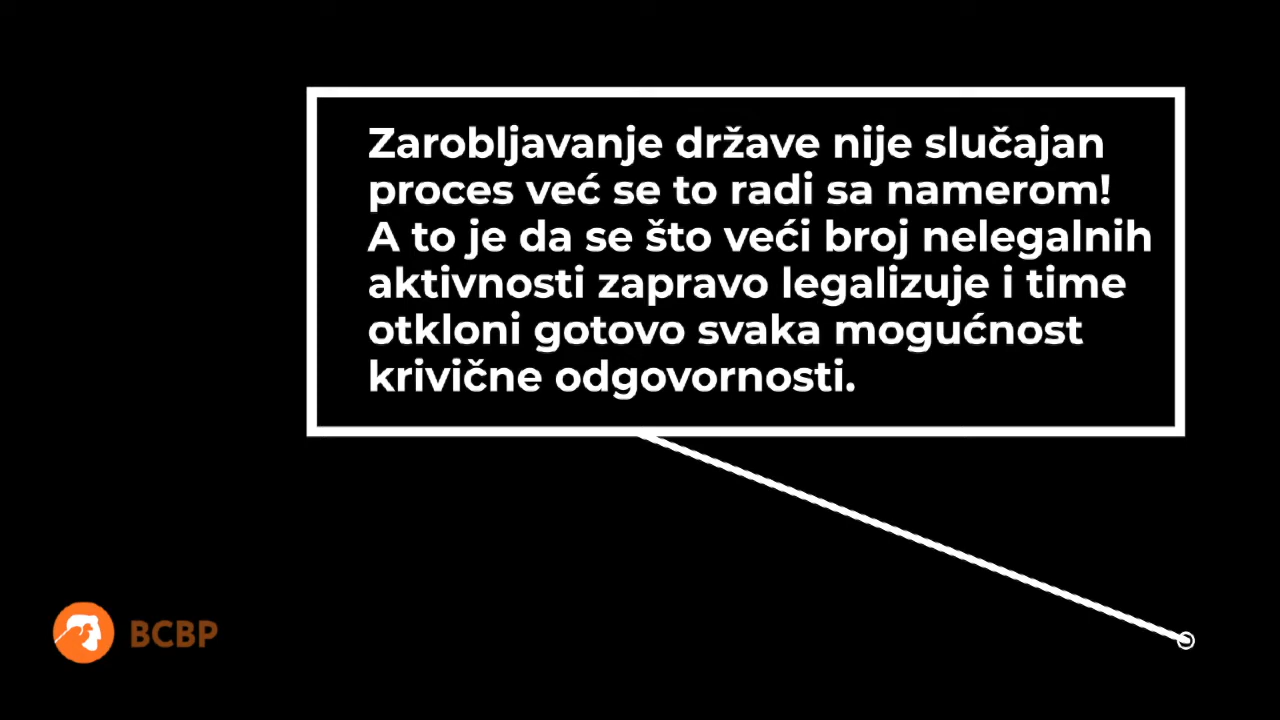 Zarobljavanje države nije slučajan
proces već se to radi sa namerom!
A to je da se što veći broj nelegalnih
aktivnosti zapravo legalizuje i time
otkloni gotovo svaka mogućnost
krivične odgovornosti.
BCBP